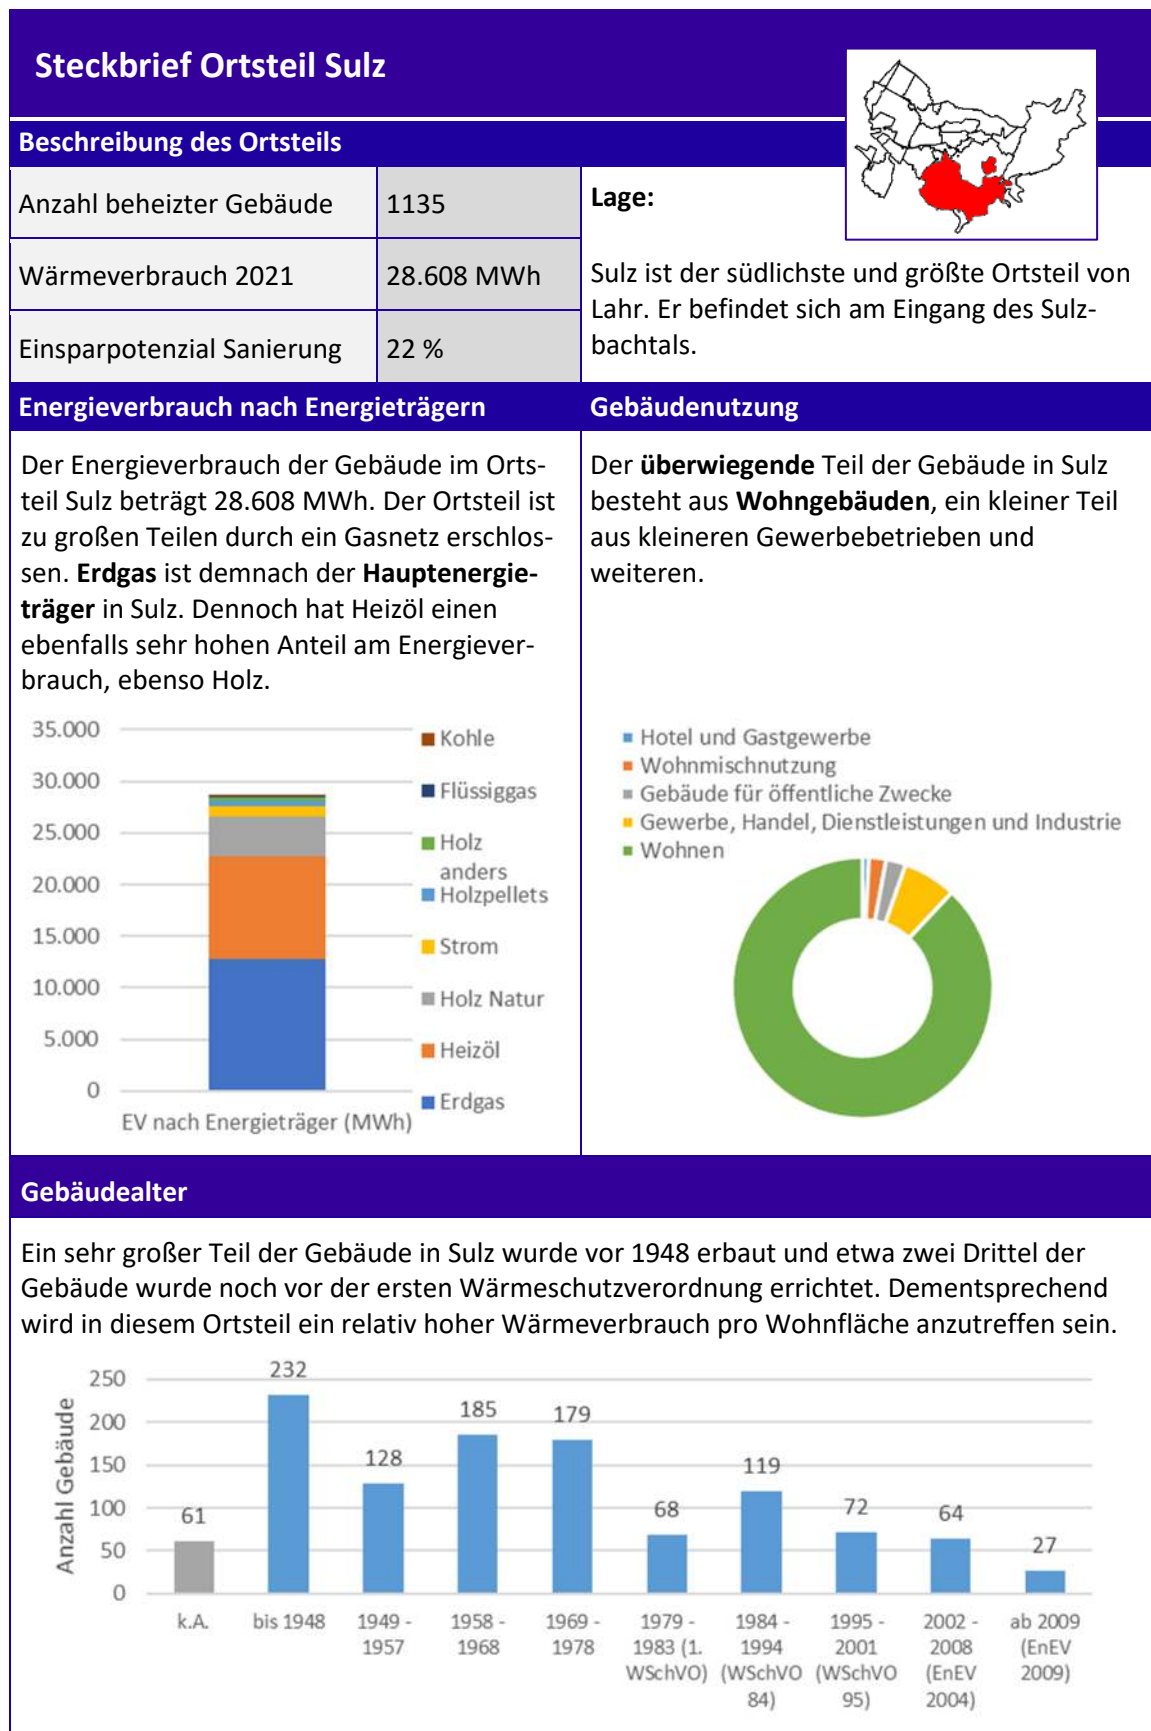 Steckbrief Ortsteil Sulz
Beschreibung des Ortsteils
Anzahl beheizter Gebäude 1135
Wärmeverbrauch 2021 28.608 MWh
Einsparpotenzial Sanierung 22 %
Lage:
Sulz ist der südlichste und größte Ortsteil von
Lahr. Er befindet sich am Eingang des Sulz-
bachtals.
Energieverbrauch nach Energieträgern
Der Energieverbrauch der Gebäude im Orts-
teil Sulz beträgt 28.608 MWh. Der Ortsteil ist
zu großen Teilen durch ein Gasnetz erschlos-
sen. Erdgas ist demnach der Hauptenergie-
träger in Sulz. Dennoch hat Heizöl einen
ebenfalls sehr hohen Anteil am Energiever-
brauch, ebenso Holz.
35.000
30.000
25.000
20.000
15.000
10.000
5.000
0
EV nach Energieträger (MWh)
Kohle
Flüssiggas
Holz
anders
Holzpellets
Strom
Holz Natur
Heizöl
Erdgas
Gebäudenutzung
Der überwiegende Teil der Gebäude in Sulz
besteht aus Wohngebäuden, ein kleiner Teil
aus kleineren Gewerbebetrieben und
weiteren.
Hotel und Gastgewerbe
Wohnmischnutzung
Gebäude für öffentliche Zwecke
Gewerbe, Handel, Dienstleistungen und Industrie
Wohnen
Gebäudealter
Ein sehr großer Teil der Gebäude in Sulz wurde vor 1948 erbaut und etwa zwei Drittel der
Gebäude wurde noch vor der ersten Wärmeschutzverordnung errichtet. Dementsprechend
wird in diesem Ortsteil ein relativ hoher Wärmeverbrauch pro Wohnfläche anzutreffen sein.
Anzahl Gebäude
250
200
150
100
50
0
61
232
128
185
179
68
119
72
64
27
k.A.
bis 1948
1949 -
1957
1958 -
1968
1969 -
1978
1979 -
1983 (1.
WSchVO)
1984 -
1994
(WSchVO
84)
1995 -
2001
(WSchVO
95)
2002 -
2008
(EnEV
2004)
ab 2009
(EnEV
2009)